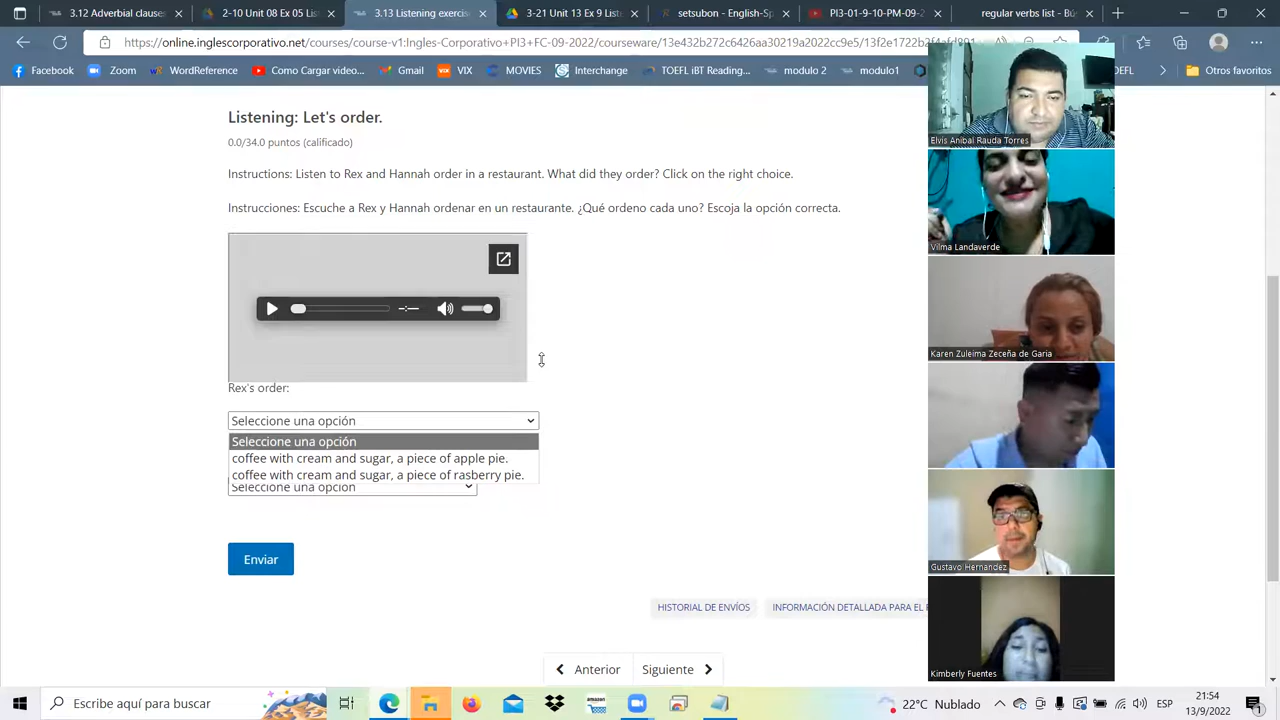 3.12 Adverbial clauses
2-10 Unit 08 Ex 05 Lis
3.13 Listening Exercise
3-21 Unit 13 Ex 9 Liste
setsubon - English-Sp
PI3-01-9-10-PM-09-2
regular verb list - Bús
https://online.inglescorporativo.net/courses/course-v1:Ingles-Corporativo+PI3+FC-09-2022/courseware/13e432b272c6426aa30219a2022cc9e5/
Facebook
Zoom
WordReference
Como Cargar video...
Gmail
VIX
MOVIES
Interchange
TOEFL iBT Reading...
modulo 2
modulo1
OEFL
Otros favoritos
Listening: Let's order.
0.0/34.0 puntos (calificado)
Instructions: Listen to Rex and Hannah order in a restaurant. What did they order? Click on the right choice.
Instrucciones: Escuche a Rex y Hannah ordenar en un restaurante. ¿Qué ordeno cada uno? Escoja la opción correcta.
-:--
Rex's order:
Seleccione una opción
Seleccione una opción
coffee with cream and sugar, a piece of apple pie.
coffee with cream and sugar, a piece of rasberry pie.
Seleccione una opción
Enviar
HISTORIAL DE ENVÍOS
INFORMACIÓN DETALLADA PARA EL
Anterior
Siguiente
Elvis Anibal Rauda Torres
Vilma Landaverde
Karen Zuleima Zeceña de Garia
Gustavo Hernandez
Kimberly Fuentes
Escribe aquí para buscar
amazon
22°C Nublado
ESP
21:54
13/9/2022
1